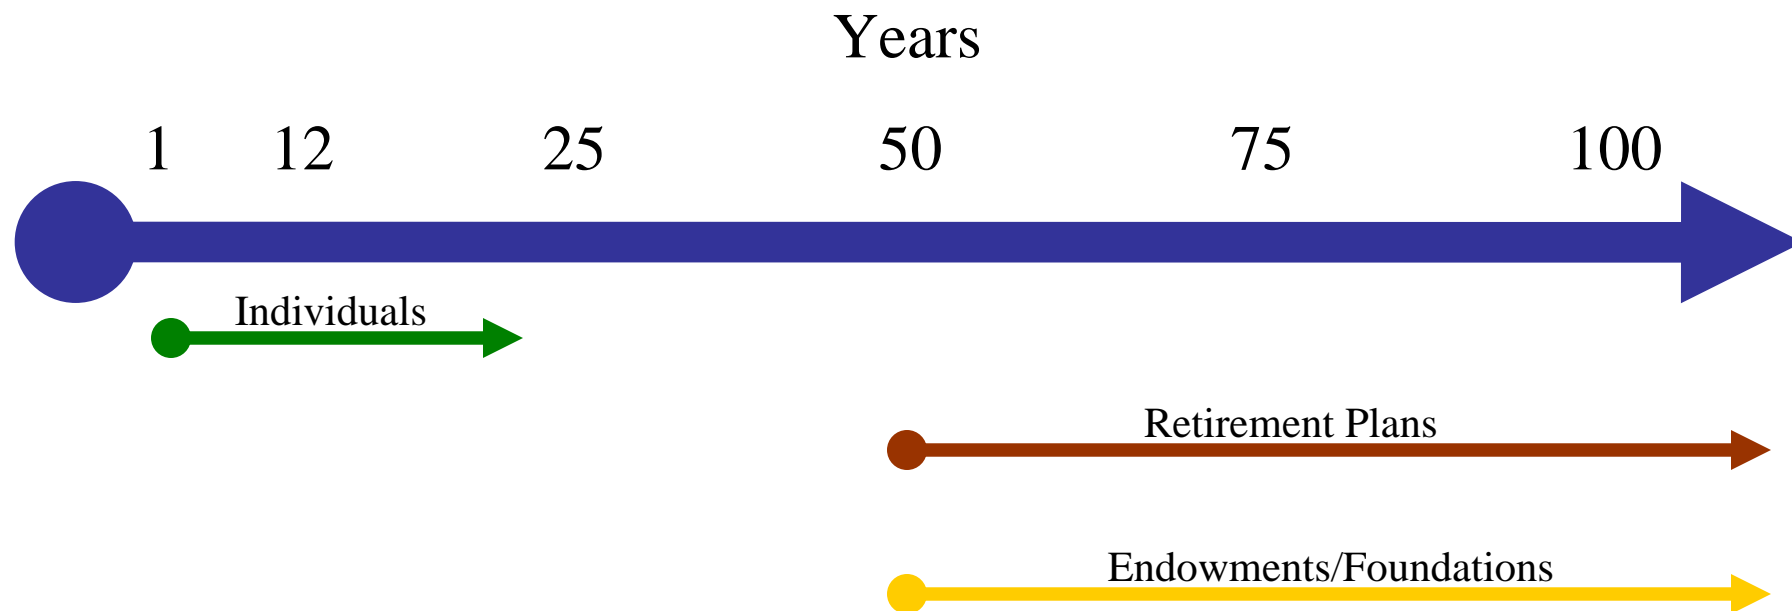 Years
1 12 25 50 75 100
Individuals
Retirement Plans
Endowments/Foundations